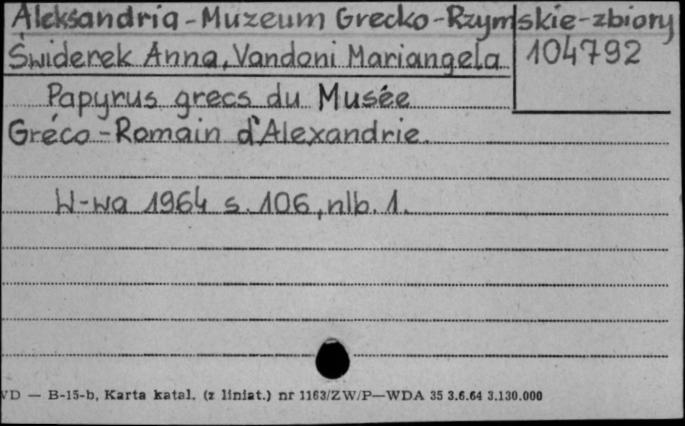 Aleksandria - Muzeum Grecko - Rzymskie - zbiory
Świderek Anna, Vandoni Mariangela
104792
Papyrus grecs du Musée
Gréco - Romain d'Alexandrie.
W-wa 1964 s. 106, nlb. 1.
VD — B-15-b, Karta katal. (z liniat.) nr 1163/ZW/P—WDA 35 3.6.64 3.130.000